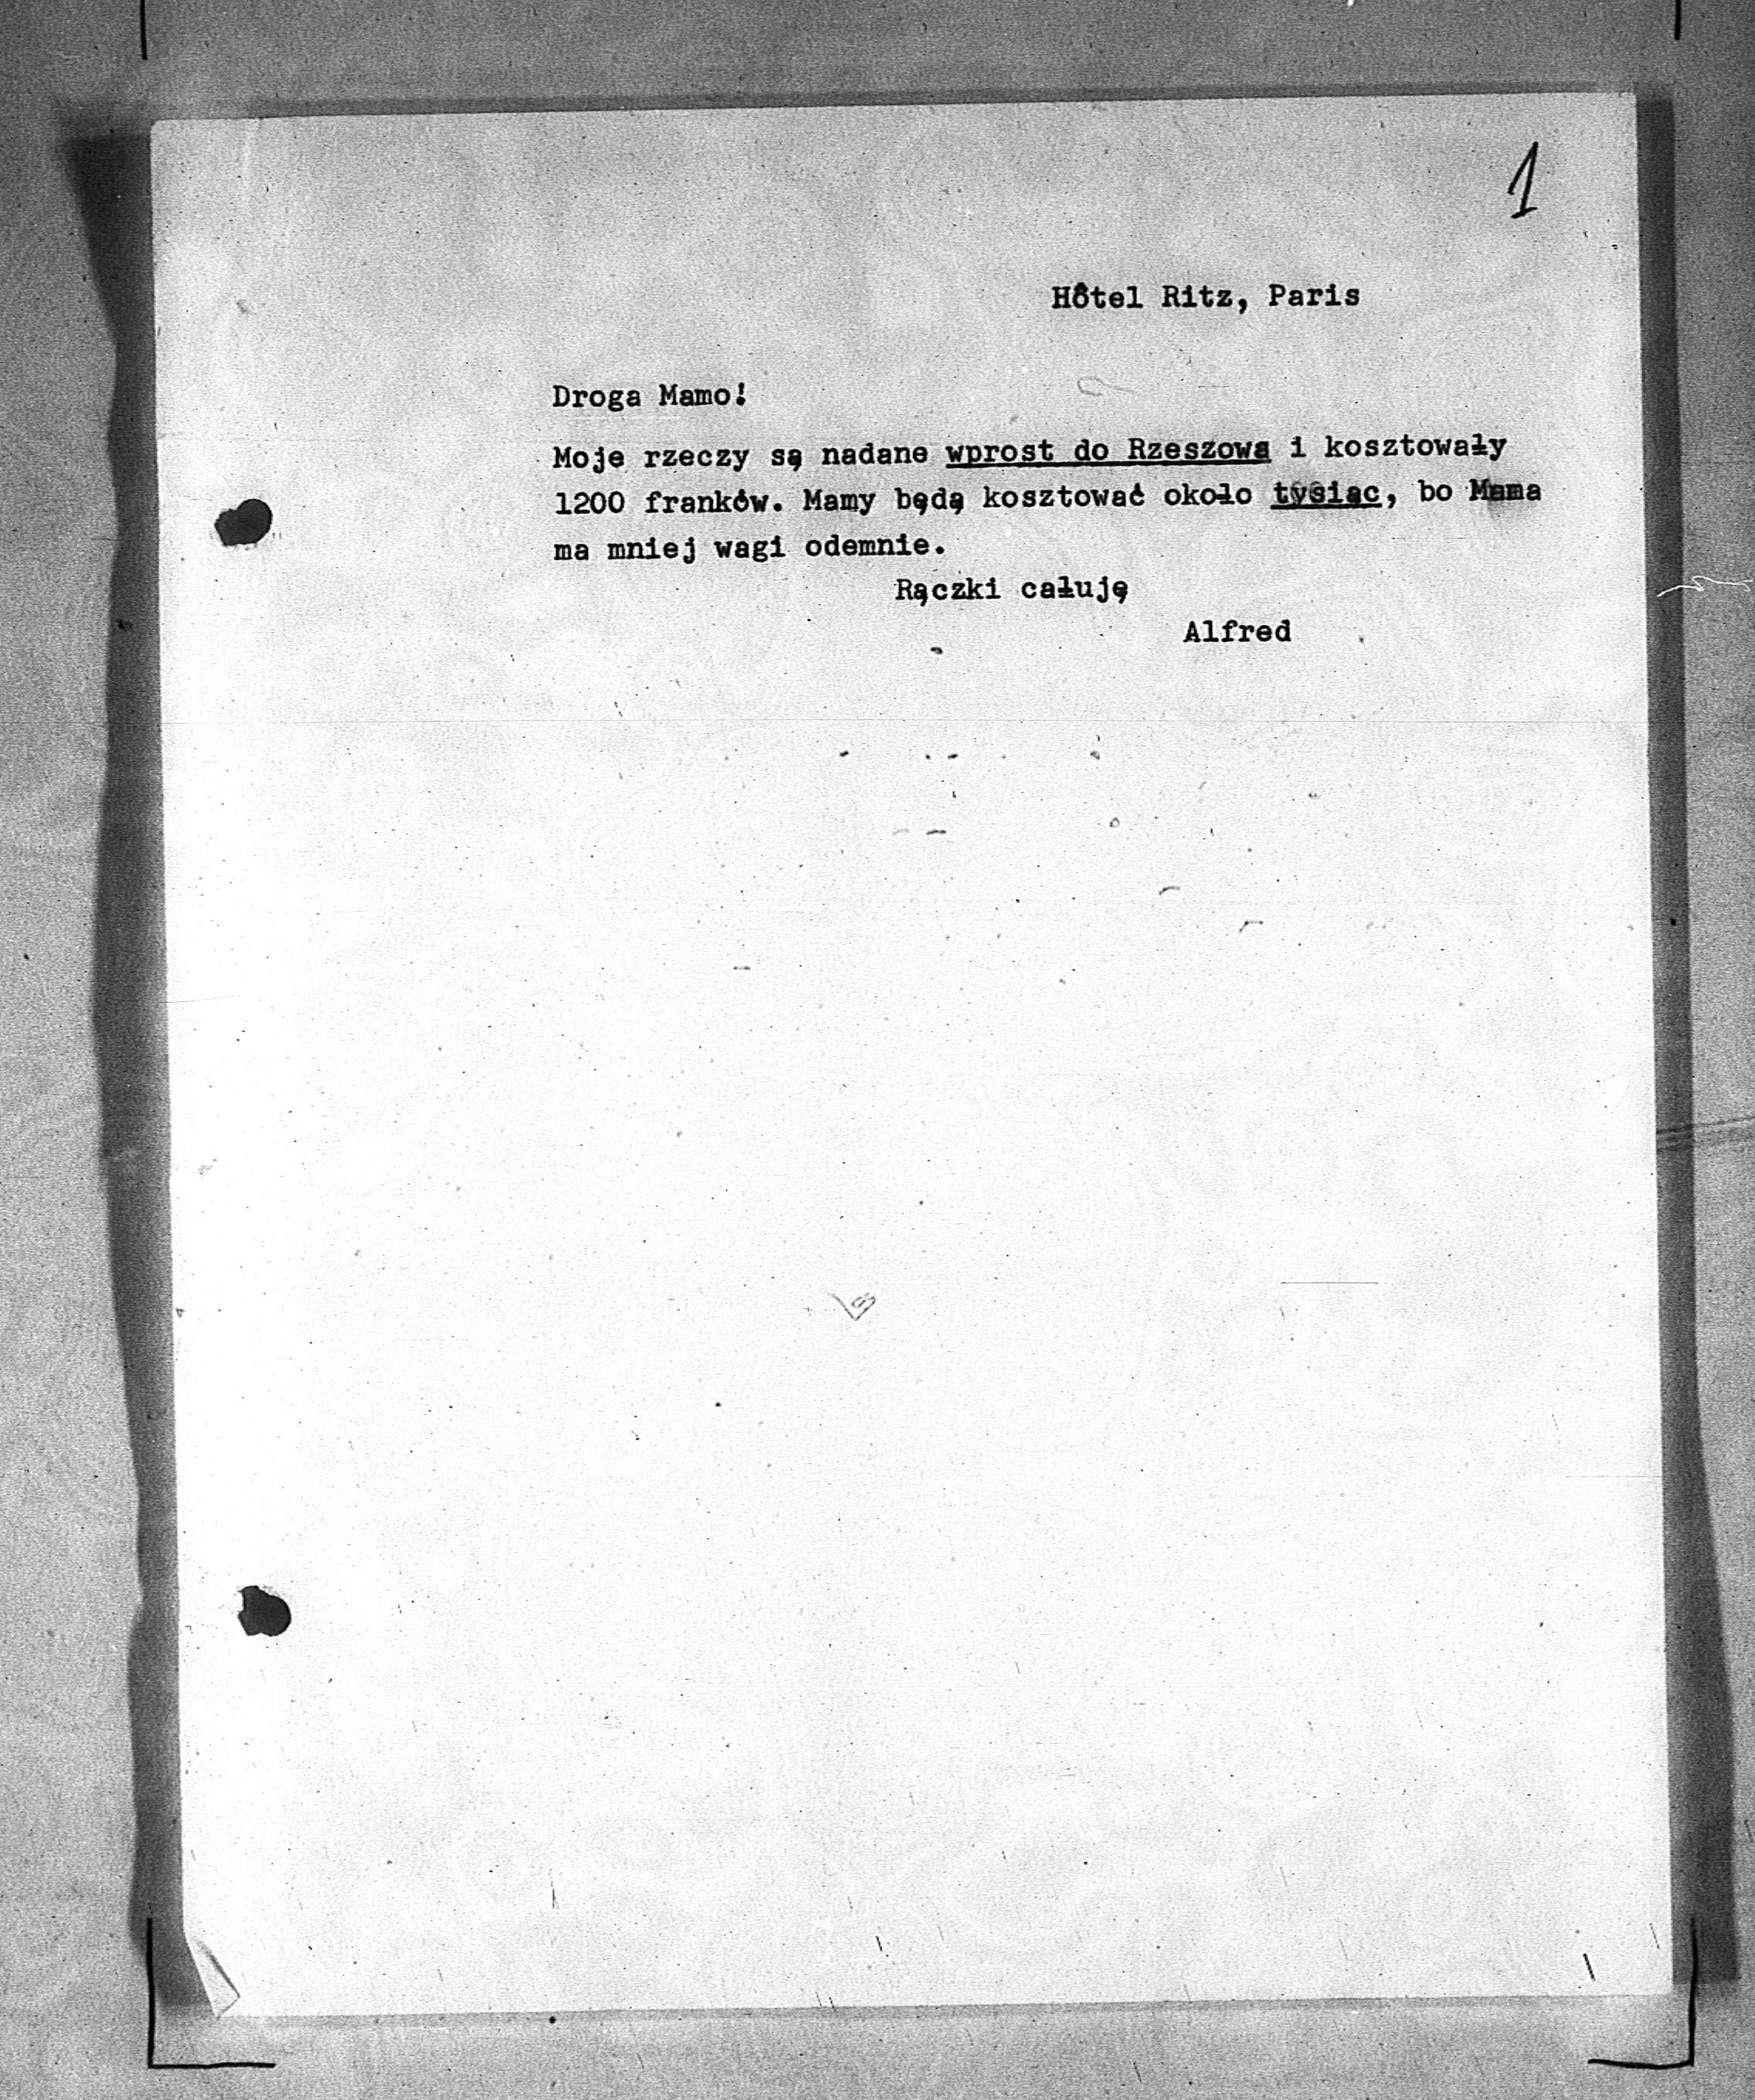 1
Hôtel Ritz, Paris
Droga Mamo!
Moje rzeczy są nadane wprost do Rzeszowa i kosztowały
1200 franków. Mamy będą kosztować około tysiąc, bo Mama
ma mniej wagi odemnie.
Rączki całuję
Alfred